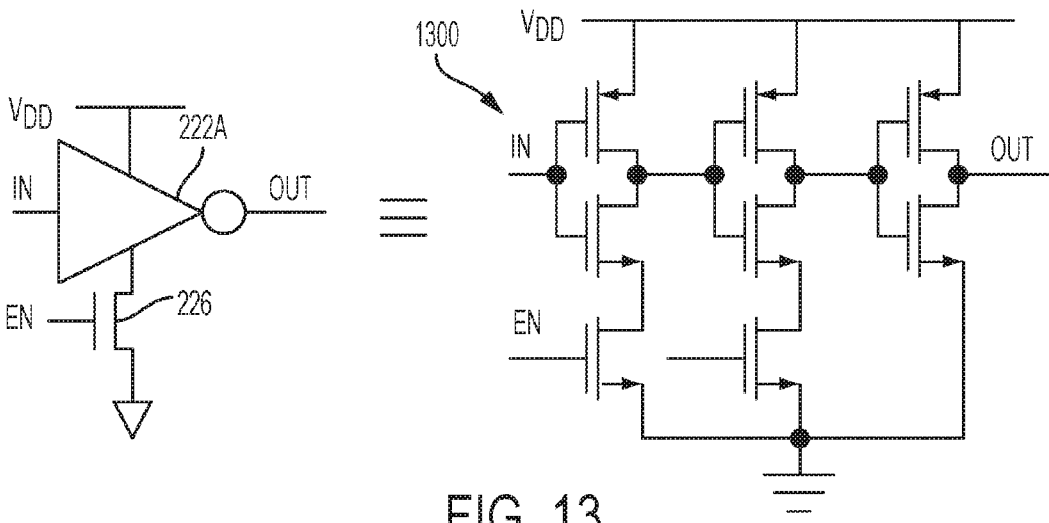 1300
VDD
VDD
222A
IN
OUT
IN
OUT
EN
226
EN
FIG. 13